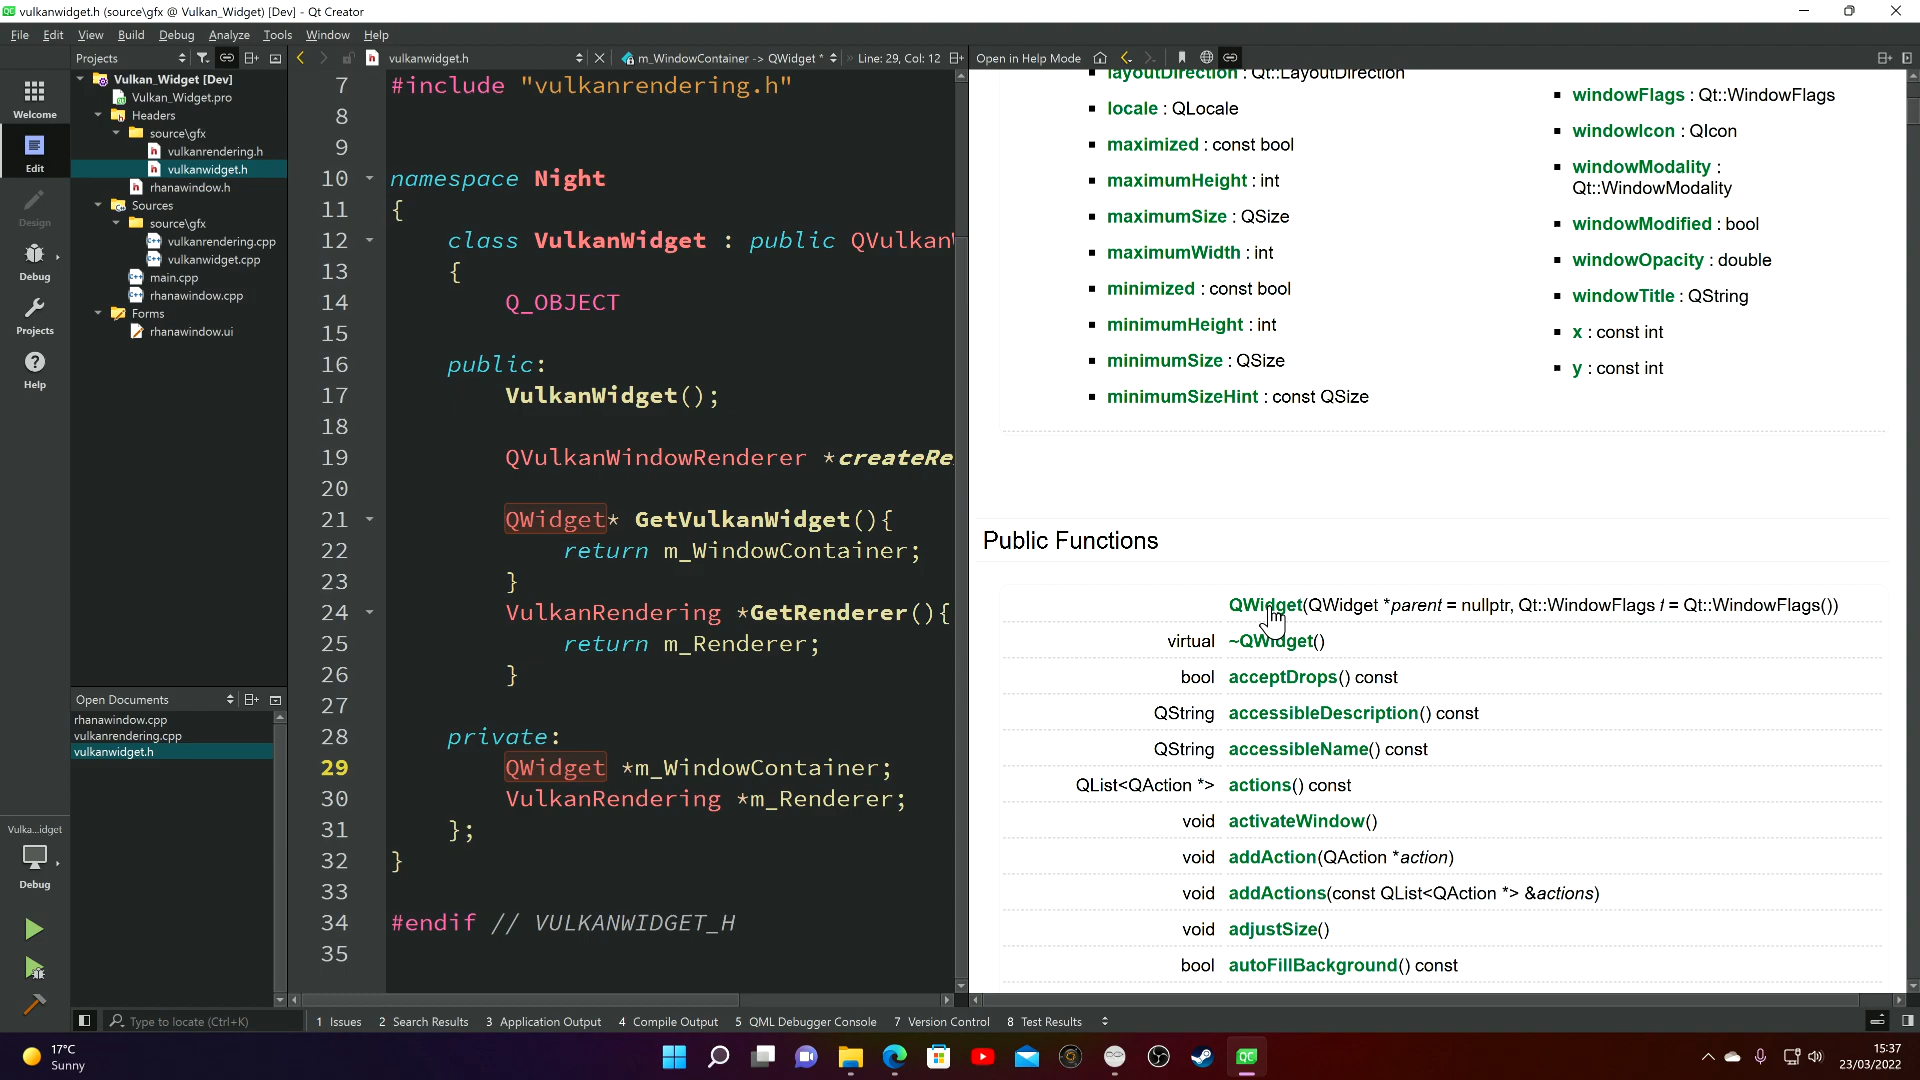 vulkanwidget.h (source\gfx @ Vulkan_Widget) [Dev] - Qt Creator
File Edit View Build Debug Analyze Tools Window Help
Projects
vulkanwidget.h
m_WindowContainer -> QWidget *
Line: 29, Col: 12
Open in Help Mode
Welcome
Edit
Design
Debug
Projects
Help
Vulkan_Widget [Dev]
Vulkan_Widget.pro
Headers
source\gfx
vulkanrendering.h
vulkanwidget.h
rhanawindow.h
Sources
source\gfx
vulkanrendering.cpp
vulkanwidget.cpp
main.cpp
rhanawindow.cpp
Forms
rhanawindow.ui
Open Documents
rhanawindow.cpp
vulkanrendering.cpp
vulkanwidget.h
Vulka...idget
Debug
7 #include "vulkanrendering.h"
8
9
10 namespace Night
11 {
12 class VulkanWidget : public QVulkanW
13 {
14 Q_OBJECT
15
16 public:
17 VulkanWidget();
18
19 QVulkanWindowRenderer *createRe
20
21 QWidget* GetVulkanWidget(){
22 return m_WindowContainer;
23 }
24 VulkanRendering *GetRenderer(){
25 return m_Renderer;
26 }
27
28 private:
29 QWidget *m_WindowContainer;
30 VulkanRendering *m_Renderer;
31 };
32 }
33
34 #endif // VULKANWIDGET_H
35
layoutDirection : Qt::LayoutDirection
locale : QLocale
maximized : const bool
maximumHeight : int
maximumSize : QSize
maximumWidth : int
minimized : const bool
minimumHeight : int
minimumSize : QSize
minimumSizeHint : const QSize
windowFlags : Qt::WindowFlags
windowIcon : QIcon
windowModality :
Qt::WindowModality
windowModified : bool
windowOpacity : double
windowTitle : QString
x : const int
y : const int
Public Functions
QWidget(QWidget *parent = nullptr, Qt::WindowFlags f = Qt::WindowFlags())
virtual ~QWidget()
bool acceptDrops() const
QString accessibleDescription() const
QString accessibleName() const
QList<QAction *> actions() const
void activateWindow()
void addAction(QAction *action)
void addActions(const QList<QAction *> &actions)
void adjustSize()
bool autoFillBackground() const
Type to locate (Ctrl+K)
1 Issues 2 Search Results 3 Application Output 4 Compile Output 5 QML Debugger Console 7 Version Control 8 Test Results
17°C
Sunny
15:37
23/03/2022